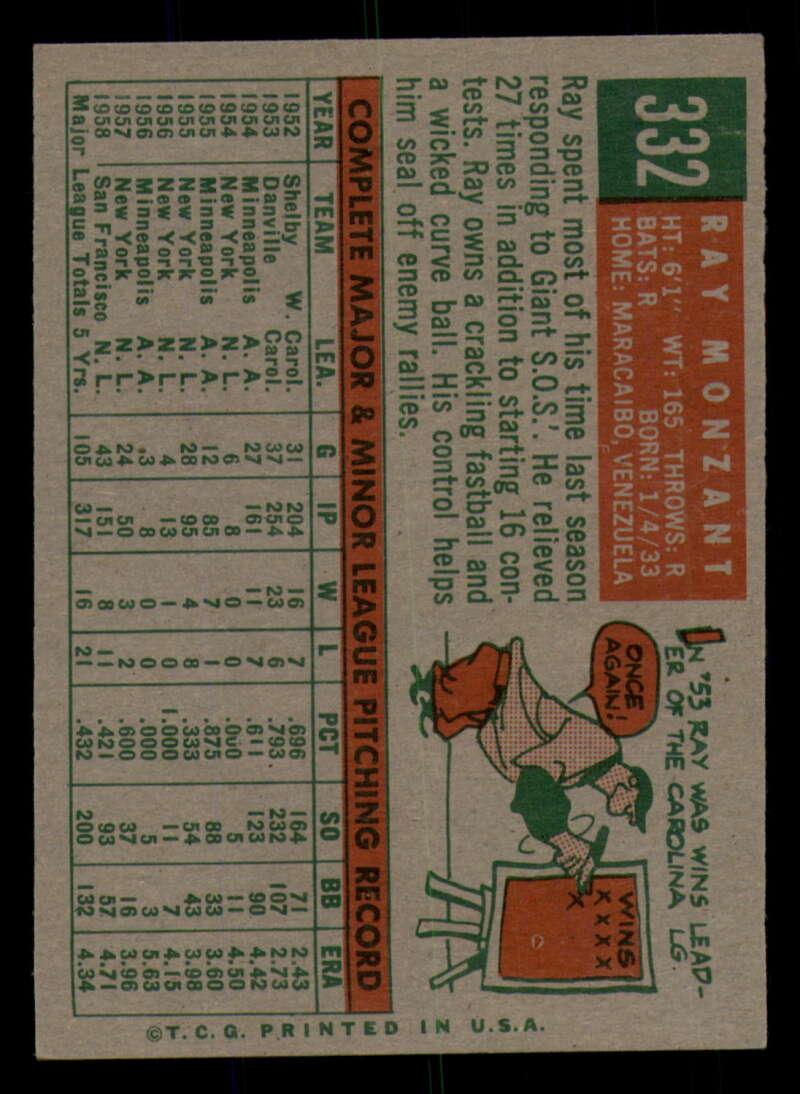 332
RAY MONZANT
HT: 6'1" WT: 165 THROWS: R
BATS: R BORN: 1/4/33
HOME: MARACAIBO, VENEZUELA
Ray spent most of his time last season
responding to Giant S.O.S.'. He relieved
27 times in addition to starting 16 con-
tests. Ray owns a crackling fastball and
a wicked curve ball. His control helps
him seal off enemy rallies.
IN '53 RAY WAS WINS LEAD-
ER OF THE CAROLINA LG.
ONCE
AGAIN!
WINS
X X X X
X
COMPLETE MAJOR & MINOR LEAGUE PITCHING RECORD
YEAR TEAM LEA. G IP W L PCT SO BB ERA
1952 Shelby W. Carol. 31 204 16 7 .696 164 71 2.43
1953 Danville Carol. 37 254 23 6 .793 232 107 2.73
1954 Minneapolis A. A. 27 161 11 7 .611 123 90 4.42
1954 New York N. L. 6 8 0 0 .000 5 11 4.50
1955 Minneapolis A. A. 12 85 7 1 .875 88 33 3.60
1955 New York N. L. 28 95 4 8 .333 54 43 3.98
1956 New York N. L. 4 13 1 0 1.000 11 7 4.15
1956 Minneapolis A. A. 3 8 0 0 .000 5 3 5.63
1957 New York N. L. 24 50 3 2 .600 37 16 3.96
1958 San Francisco N. L. 43 151 8 11 .421 93 57 4.71
Major League Totals 5 Yrs. 105 317 16 21 .432 200 132 4.34
©T.C.G. PRINTED IN U.S.A.